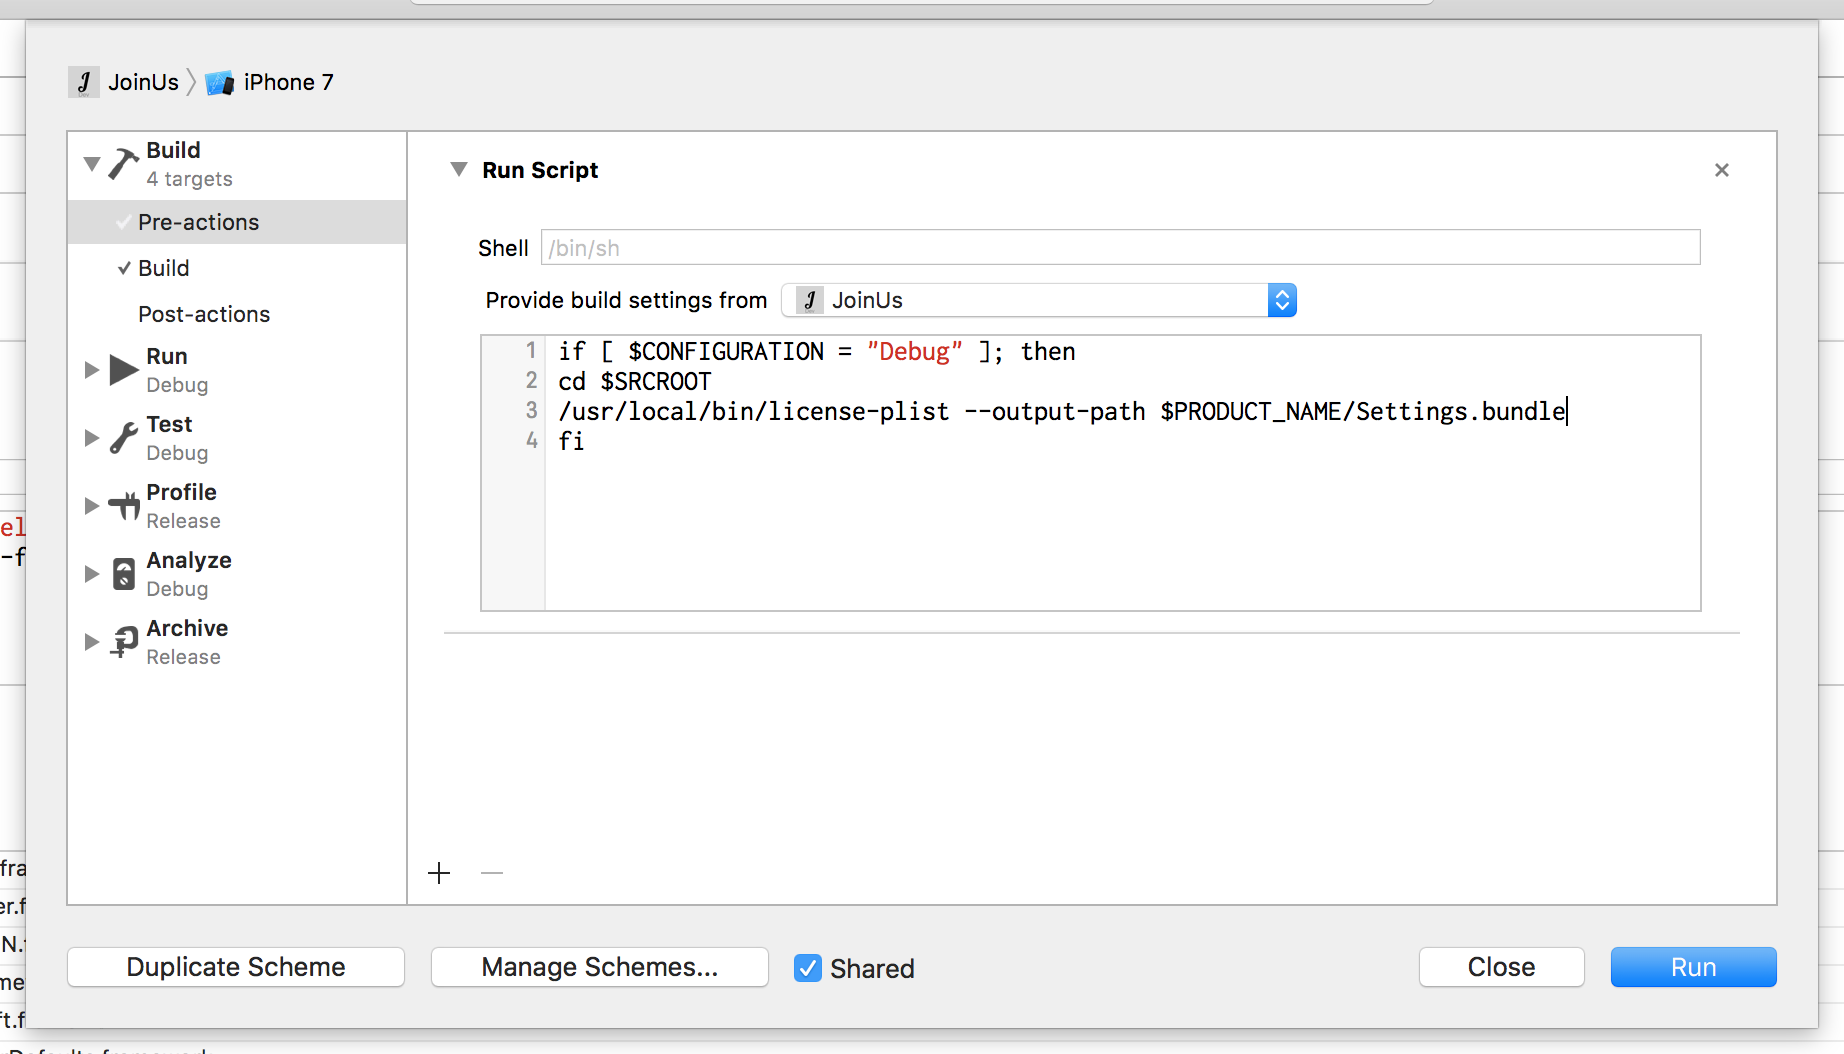 JoinUs
iPhone 7
Build
4 targets
Pre-actions
Build
Post-actions
Run
Debug
Test
Debug
Profile
Release
Analyze
Debug
Archive
Release
Run Script
Shell /bin/sh
Provide build settings from JoinUs
1 if [ $CONFIGURATION = "Debug" ]; then
2 cd $SRCROOT
3 /usr/local/bin/license-plist --output-path $PRODUCT_NAME/Settings.bundle
4 fi
el
-f
fra
er.f
N.
me
ft.f
Duplicate Scheme
Manage Schemes...
Shared
Close
Run